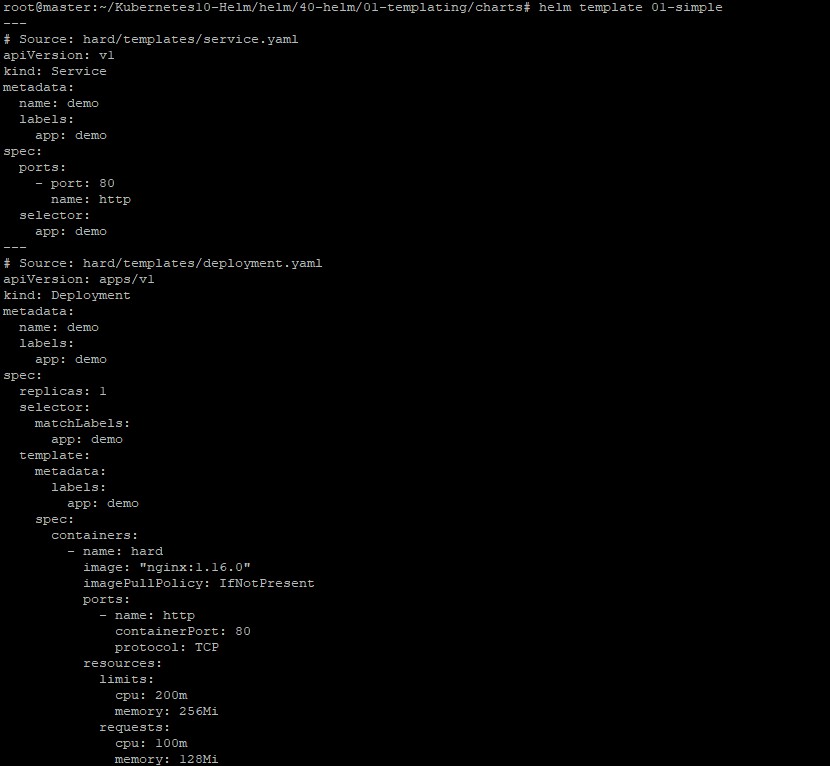 root@master:~/Kubernetes10-Helm/helm/40-helm/01-templating/charts# helm template 01-simple
---
# Source: hard/templates/service.yaml
apiVersion: v1
kind: Service
metadata:
  name: demo
  labels:
    app: demo
spec:
  ports:
    - port: 80
      name: http
  selector:
    app: demo
---
# Source: hard/templates/deployment.yaml
apiVersion: apps/v1
kind: Deployment
metadata:
  name: demo
  labels:
    app: demo
spec:
  replicas: 1
  selector:
    matchLabels:
      app: demo
  template:
    metadata:
      labels:
        app: demo
    spec:
      containers:
        - name: hard
          image: "nginx:1.16.0"
          imagePullPolicy: IfNotPresent
          ports:
            - name: http
              containerPort: 80
              protocol: TCP
          resources:
            limits:
              cpu: 200m
              memory: 256Mi
            requests:
              cpu: 100m
              memory: 128Mi